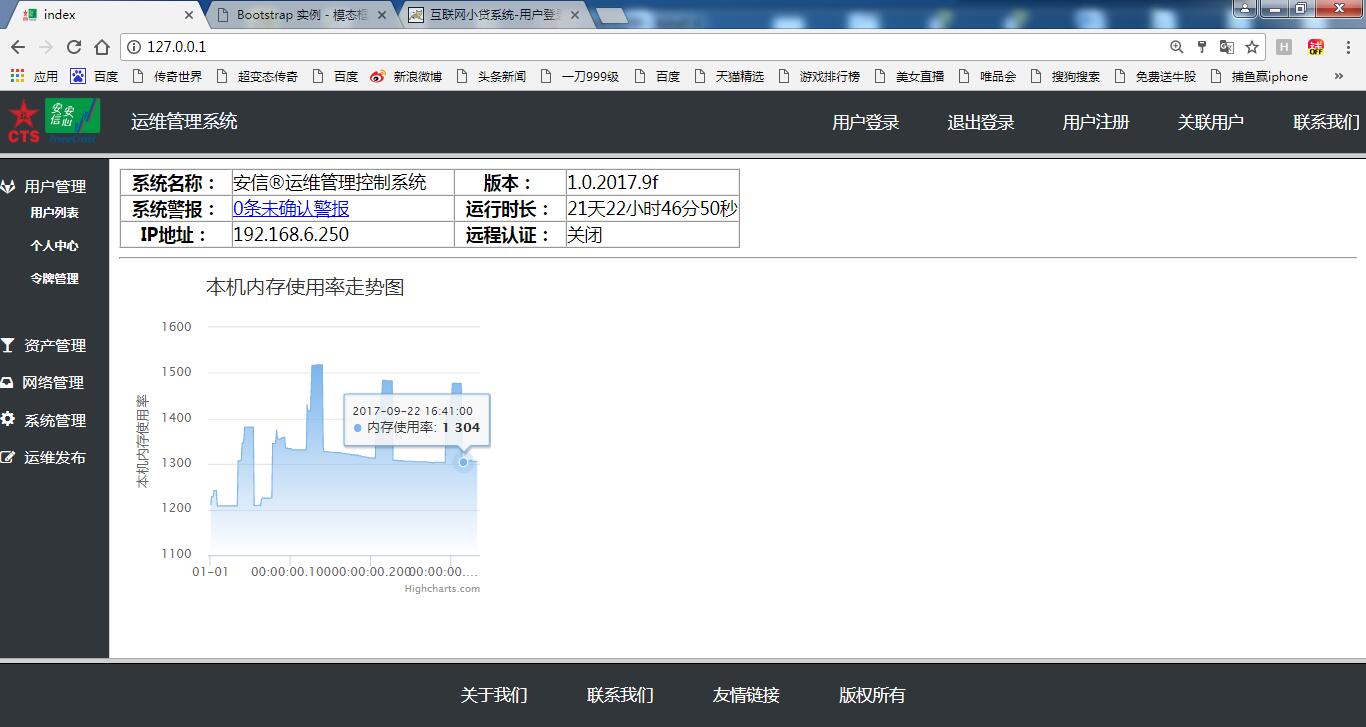 index
Bootstrap 实例 - 模态框
互联网小贷系统-用户登录
127.0.0.1
应用 百度 传奇世界 超变态传奇 百度 新浪微博 头条新闻 一刀999级 百度 天猫精选 游戏排行榜 美女直播 唯品会 搜狗搜索 免费送牛股 捕鱼赢iphone »
CTS 安信 安心
运维管理系统
用户登录 退出登录 用户注册 关联用户 联系我们
用户管理
用户列表
个人中心
令牌管理
资产管理
网络管理
系统管理
运维发布
系统名称： 安信®运维管理控制系统 版本： 1.0.2017.9f
系统警报： 0条未确认警报 运行时长： 21天22小时46分50秒
IP地址： 192.168.6.250 远程认证： 关闭
本机内存使用率走势图
本机内存使用率
1600
1500
1400
1300
1200
1100
2017-09-22 16:41:00
内存使用率: 1 304
01-01 00:00:00.100 00:00:00.200 00:00:00.…
Highcharts.com
关于我们 联系我们 友情链接 版权所有